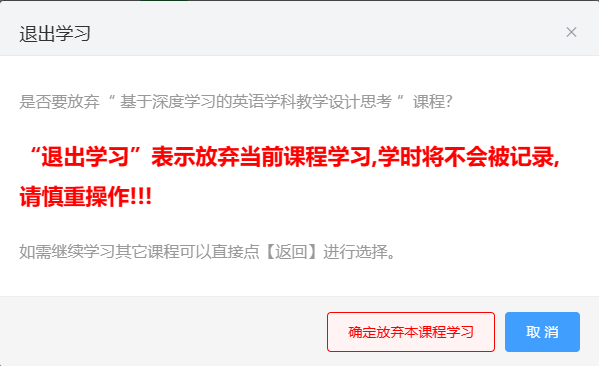 退出学习
×
是否要放弃 “ 基于深度学习的英语学科教学设计思考 ” 课程?
“退出学习”表示放弃当前课程学习,学时将不会被记录,
请慎重操作!!!
如需继续学习其它课程可以直接点【返回】进行选择。
确定放弃本课程学习
取 消